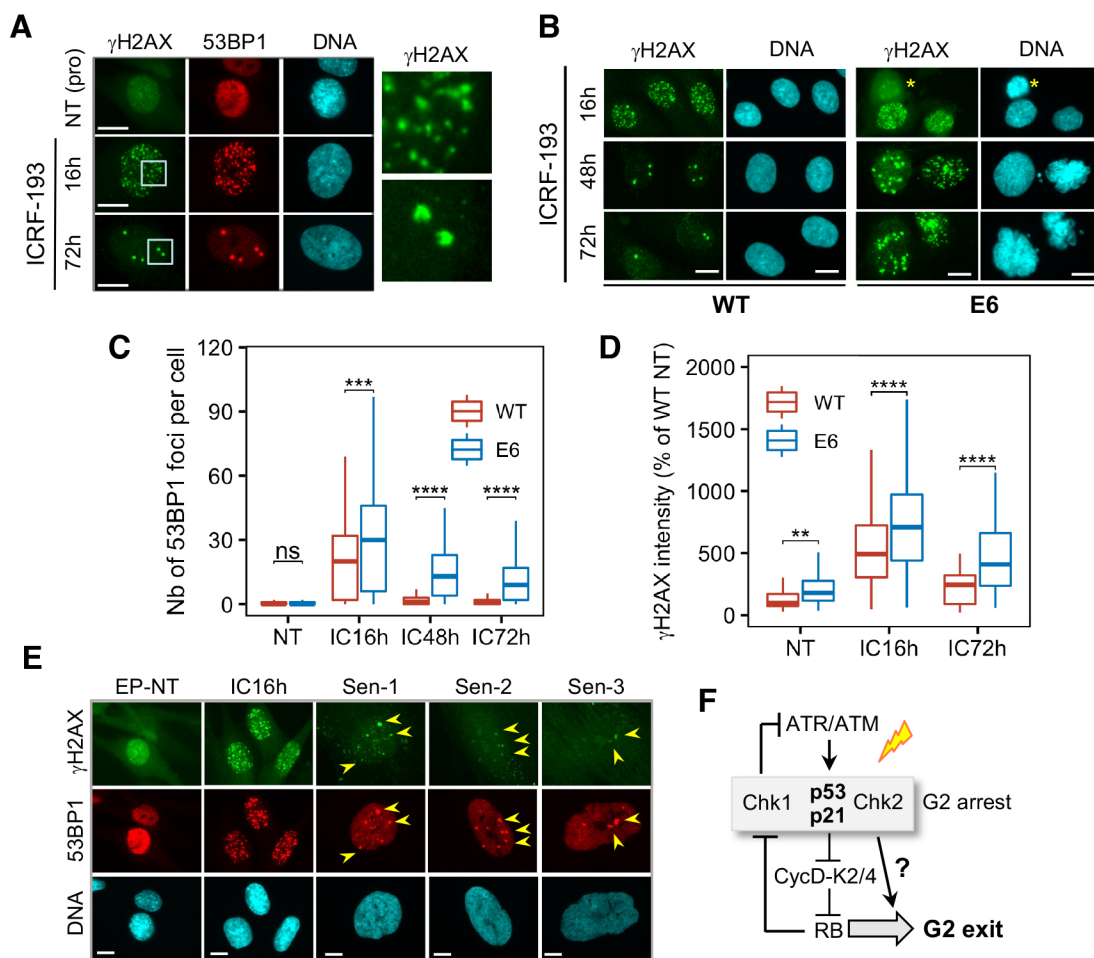 A
γH2AX 53BP1 DNA γH2AX
NT (pro)
16h
72h
ICRF-193
B
γH2AX DNA γH2AX DNA
16h * *
48h
72h
ICRF-193
WT E6
C
Nb of 53BP1 foci per cell
120
90
60
30
0
*** **** ****
ns
WT
E6
NT IC16h IC48h IC72h
D
γH2AX intensity (% of WT NT)
2000
1500
1000
500
0
WT
E6
** **** ****
NT IC16h IC72h
E
EP-NT IC16h Sen-1 Sen-2 Sen-3
γH2AX
53BP1
DNA
F
ATR/ATM
Chk1 p53 Chk2 G2 arrest
p21
?
CycD-K2/4
RB G2 exit